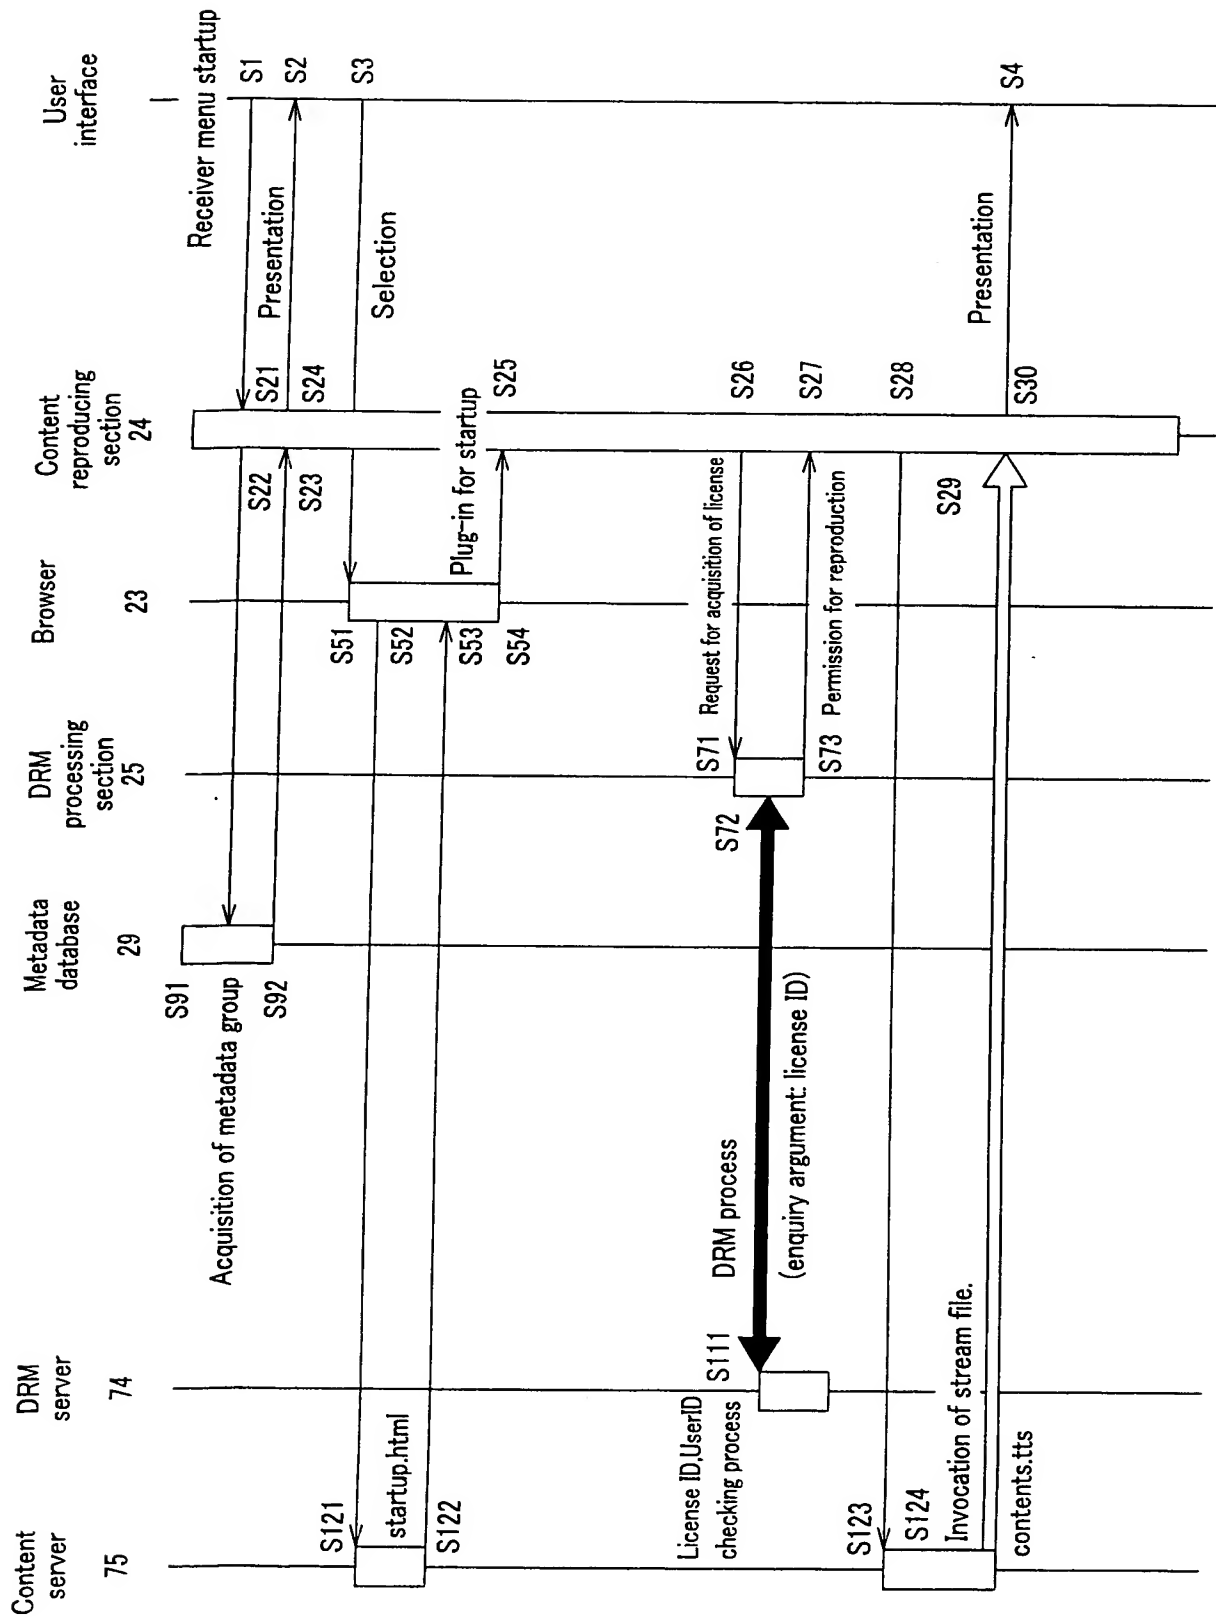 Content
server
75
DRM
server
74
Metadata
database
29
DRM
processing
section
25
Browser
23
Content
reproducing
section
24
User
interface
Receiver menu startup
S1
S21
S91
Acquisition of metadata group
S22
Presentation
S2
S92
S23
S24
S3
Selection
S121
S51
startup.html
S52
S122
S53
Plug-in for startup
S54
S25
License ID,UserID
checking process
S111
DRM process
(enquiry argument: license ID)
S72
S71
Request for acquisition of license
S26
S73
Permission for reproduction
S27
S123
S28
S124
Invocation of stream file.
contents.tts
S29
S30
Presentation
S4